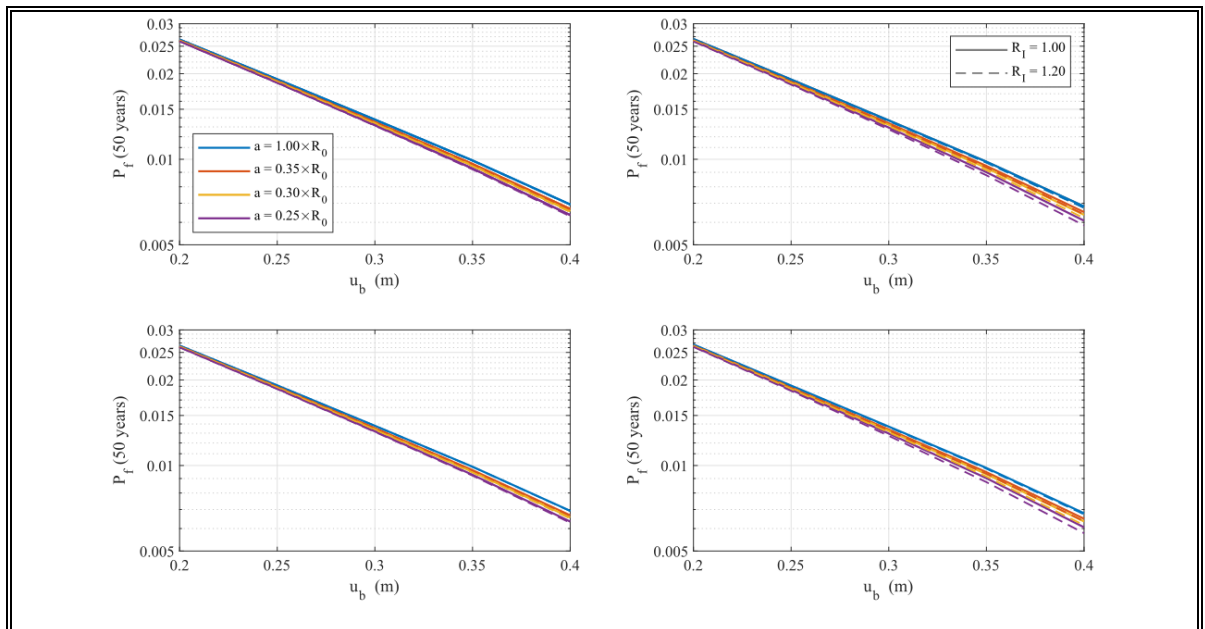 0.03
0.025
0.02
0.015
0.01
0.005
P_f (50 years)
a = 1.00×R_0
a = 0.35×R_0
a = 0.30×R_0
a = 0.25×R_0
0.2 0.25 0.3 0.35 0.4
u_b (m)
0.03
0.025
0.02
0.015
0.01
0.005
P_f (50 years)
R_I = 1.00
R_I = 1.20
0.2 0.25 0.3 0.35 0.4
u_b (m)
0.03
0.025
0.02
0.015
0.01
0.005
P_f (50 years)
0.2 0.25 0.3 0.35 0.4
u_b (m)
0.03
0.025
0.02
0.015
0.01
0.005
P_f (50 years)
0.2 0.25 0.3 0.35 0.4
u_b (m)